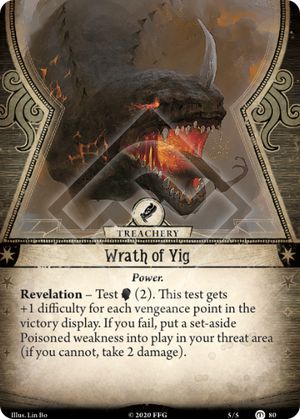 TREACHERY
Wrath of Yig
Power.
Revelation – Test (2). This test gets
+1 difficulty for each vengeance point in the
victory display. If you fail, put a set-aside
Poisoned weakness into play in your threat area
(if you cannot, take 2 damage).
Illus. Lin Bo © 2020 FFG 5/5 80